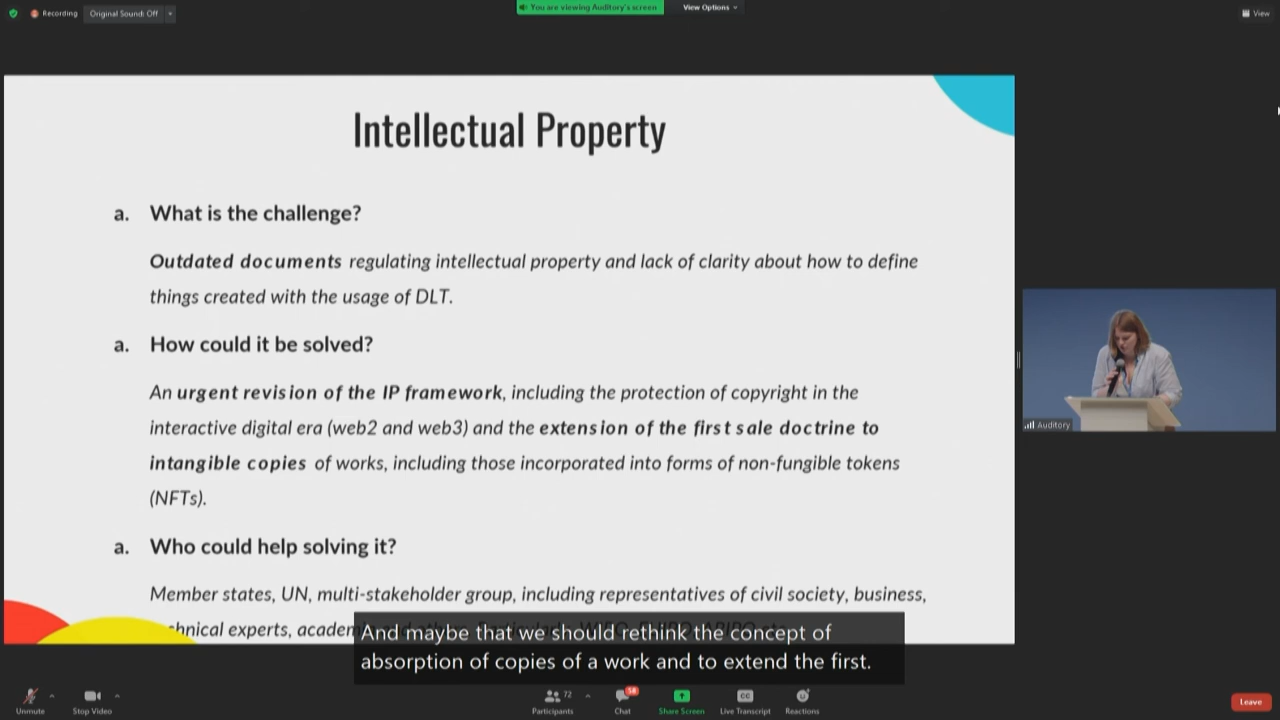 Recording
Original Sound: Off
You are viewing Auditory's screen
View Options
View
Intellectual Property
a. What is the challenge?
Outdated documents regulating intellectual property and lack of clarity about how to define
things created with the usage of DLT.
a. How could it be solved?
An urgent revision of the IP framework, including the protection of copyright in the
interactive digital era (web2 and web3) and the extension of the first sale doctrine to
intangible copies of works, including those incorporated into forms of non-fungible tokens
(NFTs).
a. Who could help solving it?
Member states, UN, multi-stakeholder group, including representatives of civil society, business,
experts,
And maybe that we should rethink the concept of
absorption of copies of a work and to extend the first.
Auditory
Unmute
Stop Video
72
Participants
58
Chat
Share Screen
CC
Live Transcript
Reactions
Leave